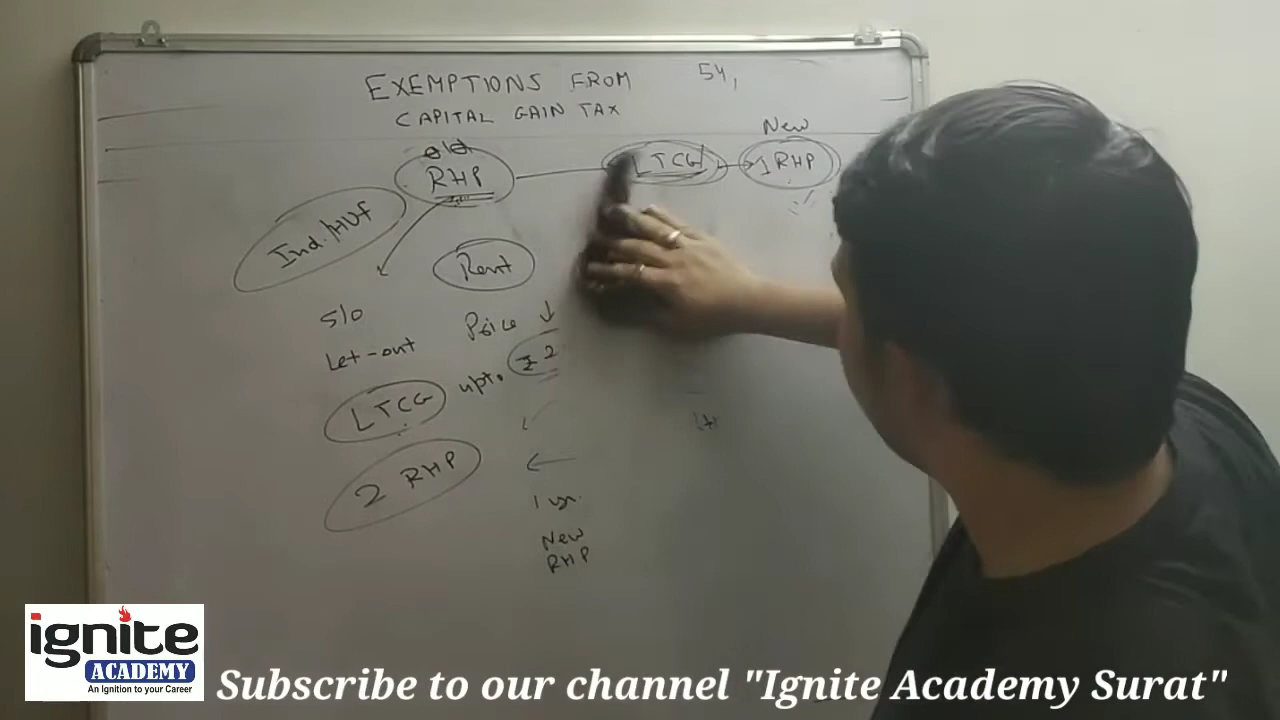 EXEMPTIONS FROM 54,
CAPITAL GAIN TAX
New
Old
RHP
LTCG
1 RHP
Ind./HUF
Rent
S/O
Price ↓
Let-out
upto
2
LTCG
2 RHP
←
1 yr.
New
RHP
ignite
ACADEMY
An Ignition to your Career
Subscribe to our channel "Ignite Academy Surat"